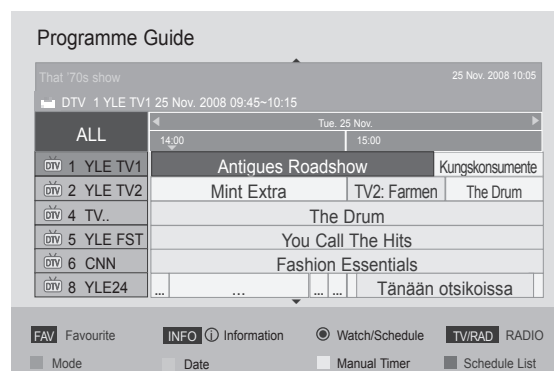 Programme Guide
That '70s show 25 Nov. 2008 10:05
DTV 1 YLE TV1 25 Nov. 2008 09:45~10:15
ALL
Tue. 25 Nov.
14:00 15:00
DTV 1 YLE TV1 Antigues Roadshow Kungskonsumente
DTV 2 YLE TV2 Mint Extra TV2: Farmen The Drum
DTV 4 TV.. The Drum
DTV 5 YLE FST You Call The Hits
DTV 6 CNN Fashion Essentials
DTV 8 YLE24 ... ... ... ... Tänään otsikoissa
FAV Favourite INFO ⓘ Information Watch/Schedule TV/RAD RADIO
Mode Date Manual Timer Schedule List